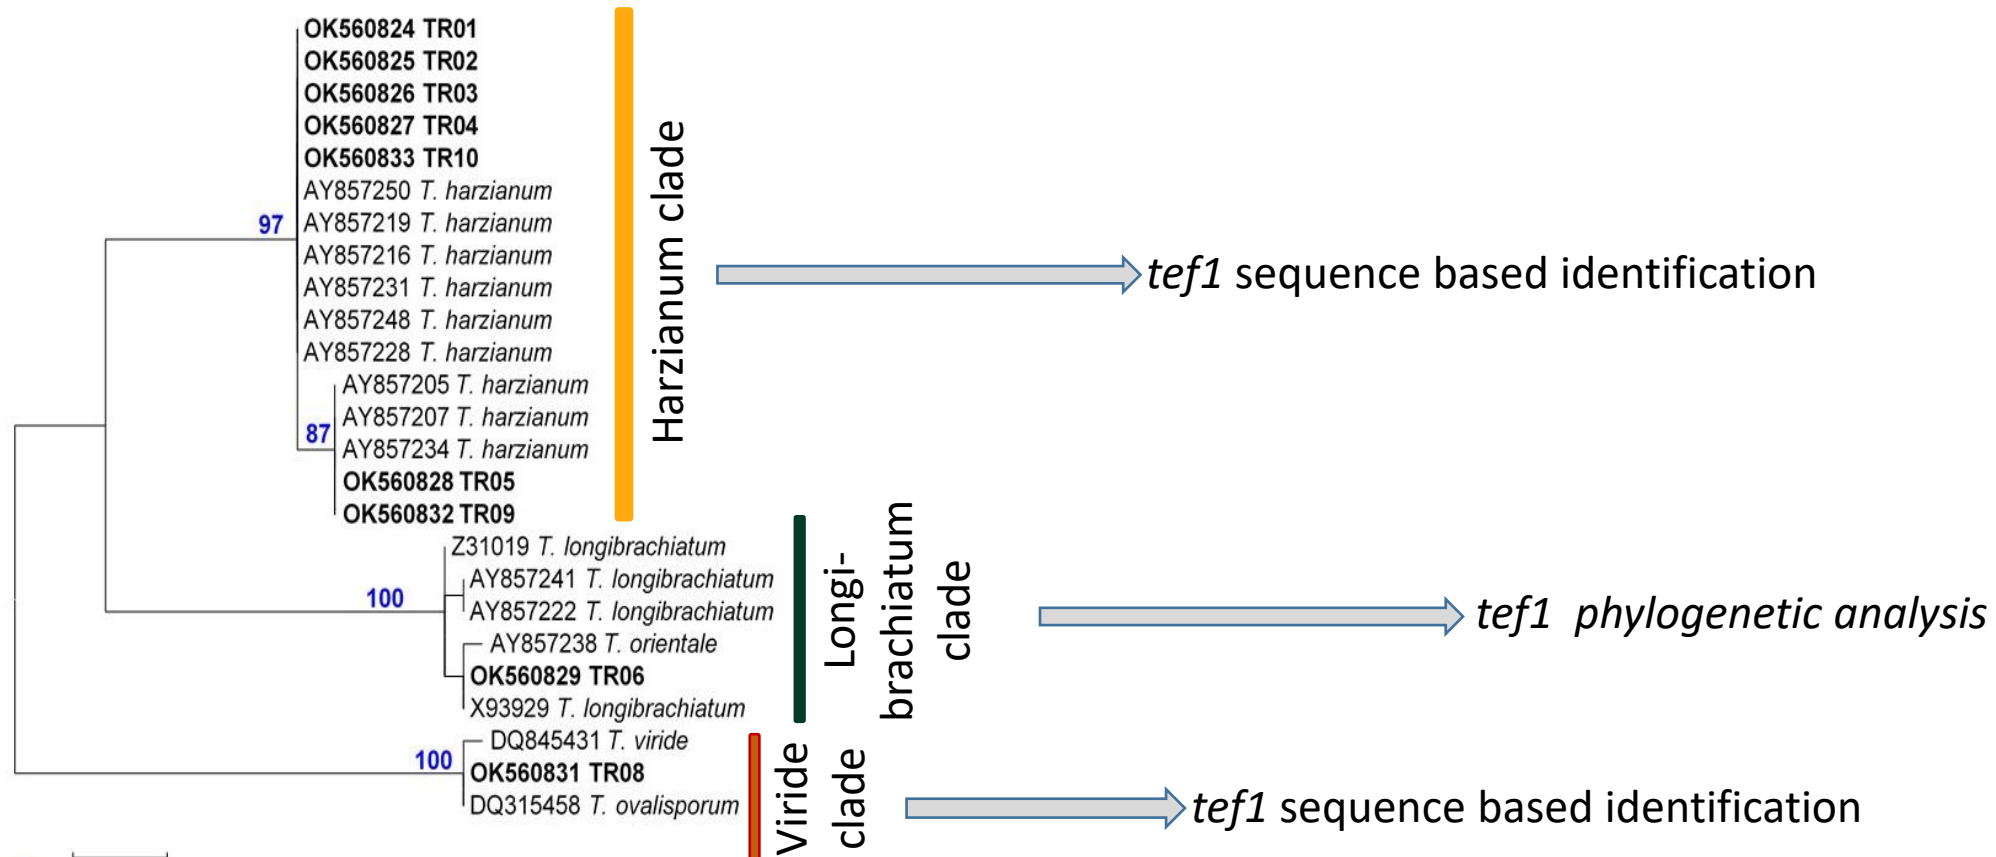 OK560824 TR01
OK560825 TR02
OK560826 TR03
OK560827 TR04
OK560833 TR10
AY857250 T. harzianum
97
AY857219 T. harzianum
AY857216 T. harzianum
AY857231 T. harzianum
AY857248 T. harzianum
AY857228 T. harzianum
AY857205 T. harzianum
AY857207 T. harzianum
87
AY857234 T. harzianum
OK560828 TR05
OK560832 TR09
Harzianum clade
tef1 sequence based identification
Z31019 T. longibrachiatum
AY857241 T. longibrachiatum
100
AY857222 T. longibrachiatum
AY857238 T. orientale
OK560829 TR06
X93929 T. longibrachiatum
Longi-
brachiatum
clade
tef1 phylogenetic analysis
DQ845431 T. viride
100
OK560831 TR08
DQ315458 T. ovalisporum
Viride
clade
tef1 sequence based identification